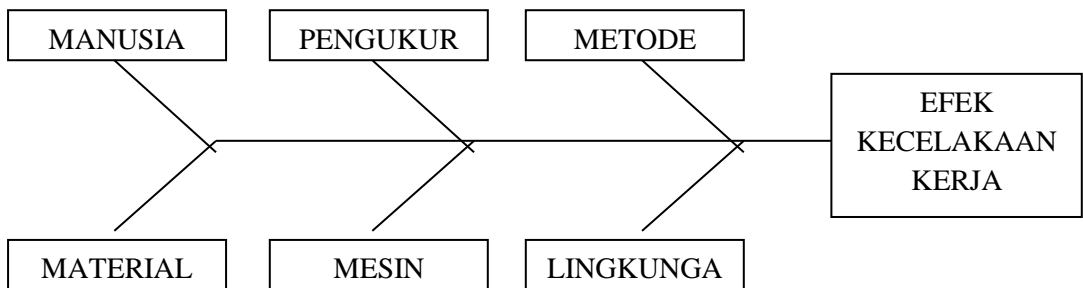 MANUSIA
PENGUKUR
METODE
EFEK
KECELAKAAN
KERJA
MATERIAL
MESIN
LINGKUNGA